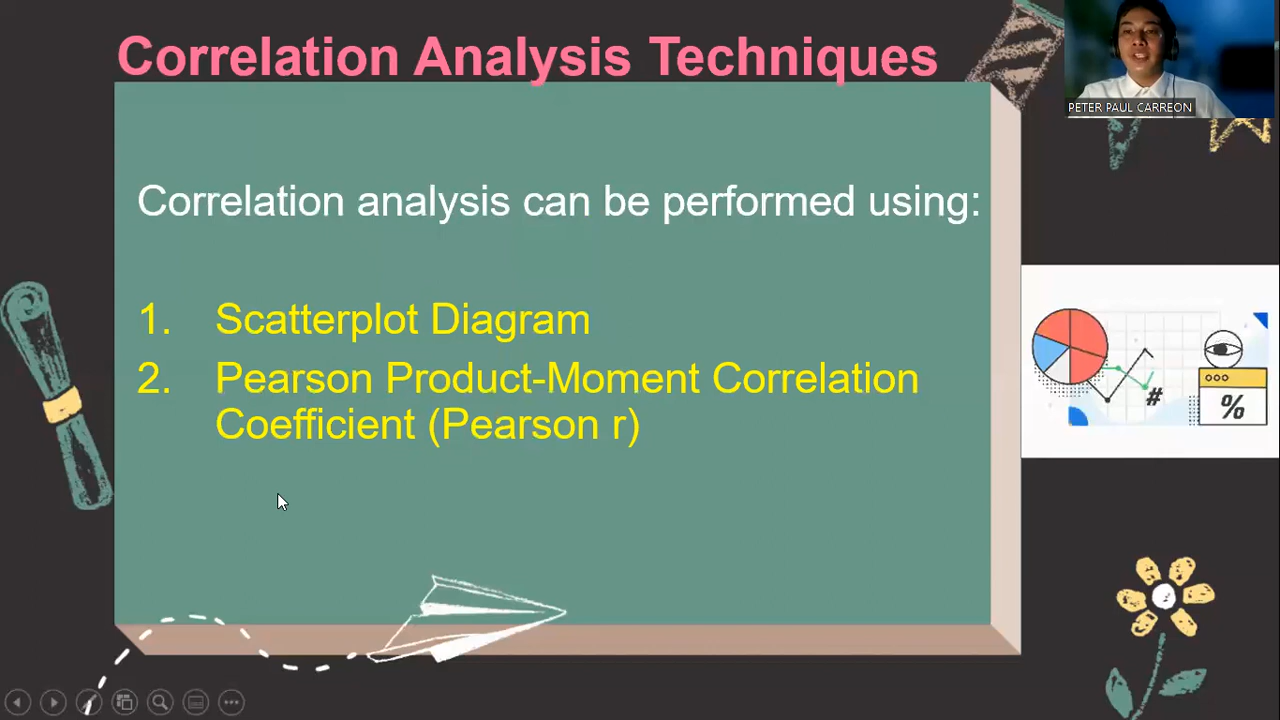 Correlation Analysis Techniques
PETER PAUL CARREON
Correlation analysis can be performed using:
1. Scatterplot Diagram
2. Pearson Product-Moment Correlation
Coefficient (Pearson r)
#
%